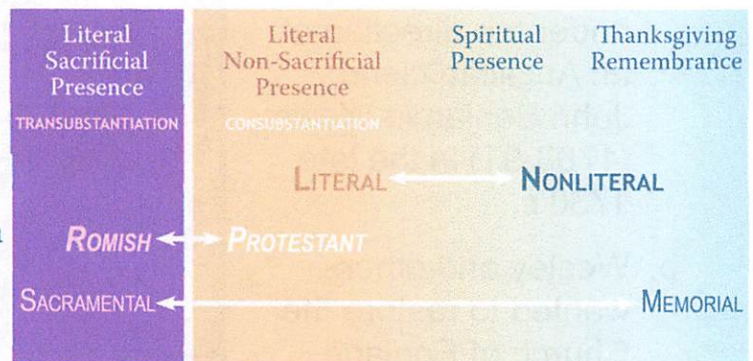 Literal
Sacrificial
Presence
TRANSUBSTANTIATION
Literal
Non-Sacrificial
Presence
CONSUBSTANTIATION
Spiritual
Presence
Thanksgiving
Remembrance
LITERAL NONLITERAL
ROMISH PROTESTANT
SACRAMENTAL MEMORIAL